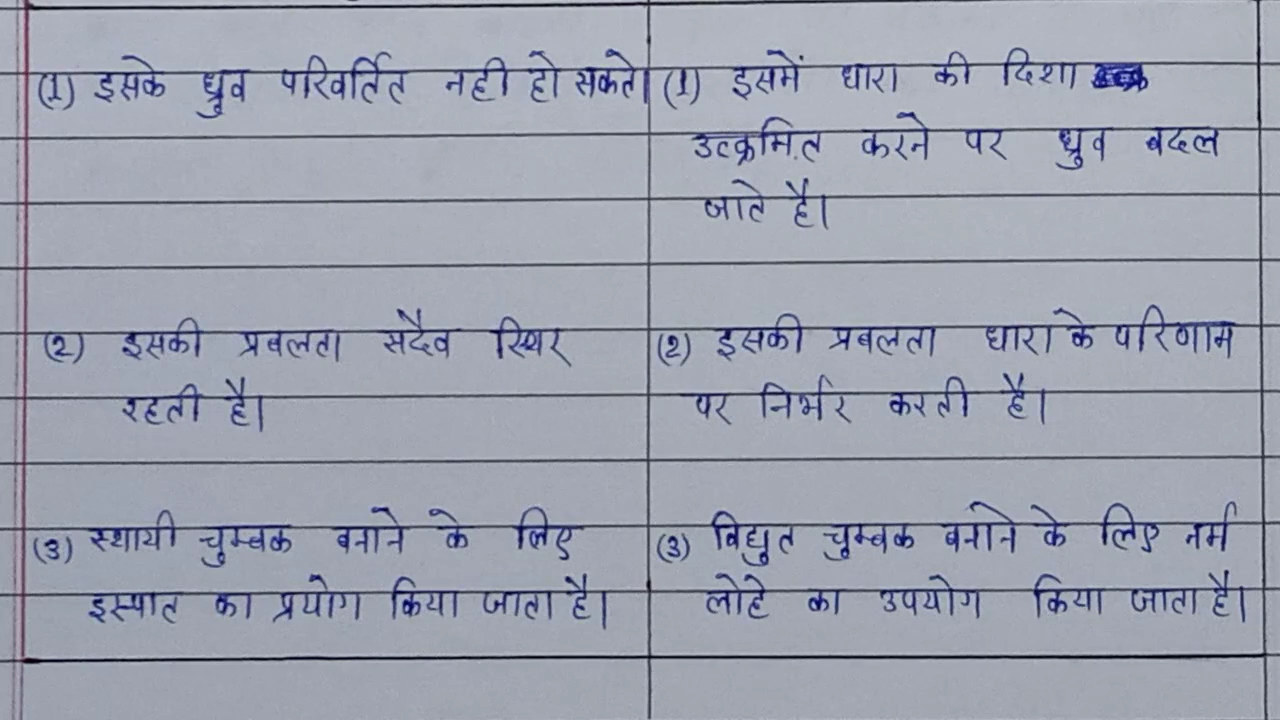 (1) इसके ध्रुव परिवर्तित नही हो सकते।
(2) इसकी प्रबलता सदैव स्थिर
रहती है।
(3) स्थायी चुम्बक बनाने के लिए
इस्पात का प्रयोग किया जाता है।
(1) इसमें धारा की दिशा
उत्क्रमित करने पर ध्रुव बदल
जाते है।
(2) इसकी प्रबलता धारा के परिणाम
पर निर्भर करती है।
(3) विद्युत चुम्बक बनाने के लिए नर्म
लोहे का उपयोग किया जाता है।